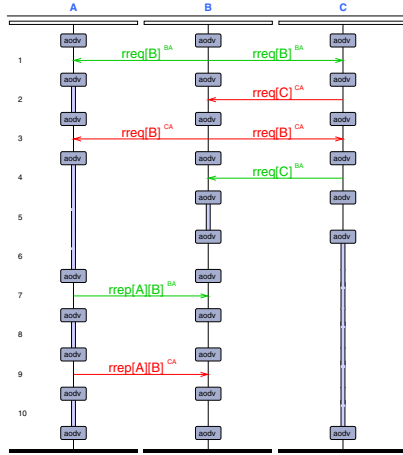 A B C
aodv aodv aodv
1 rreq[B] BA rreq[B] BA
aodv aodv aodv
2 rreq[C] CA
aodv aodv aodv
3 rreq[B] CA rreq[B] CA
aodv aodv aodv
4 rreq[C] BA
aodv aodv
5
aodv aodv
6
aodv aodv
7 rrep[A][B] BA
aodv aodv
8
aodv aodv
9 rrep[A][B] CA
aodv aodv
10
aodv aodv aodv